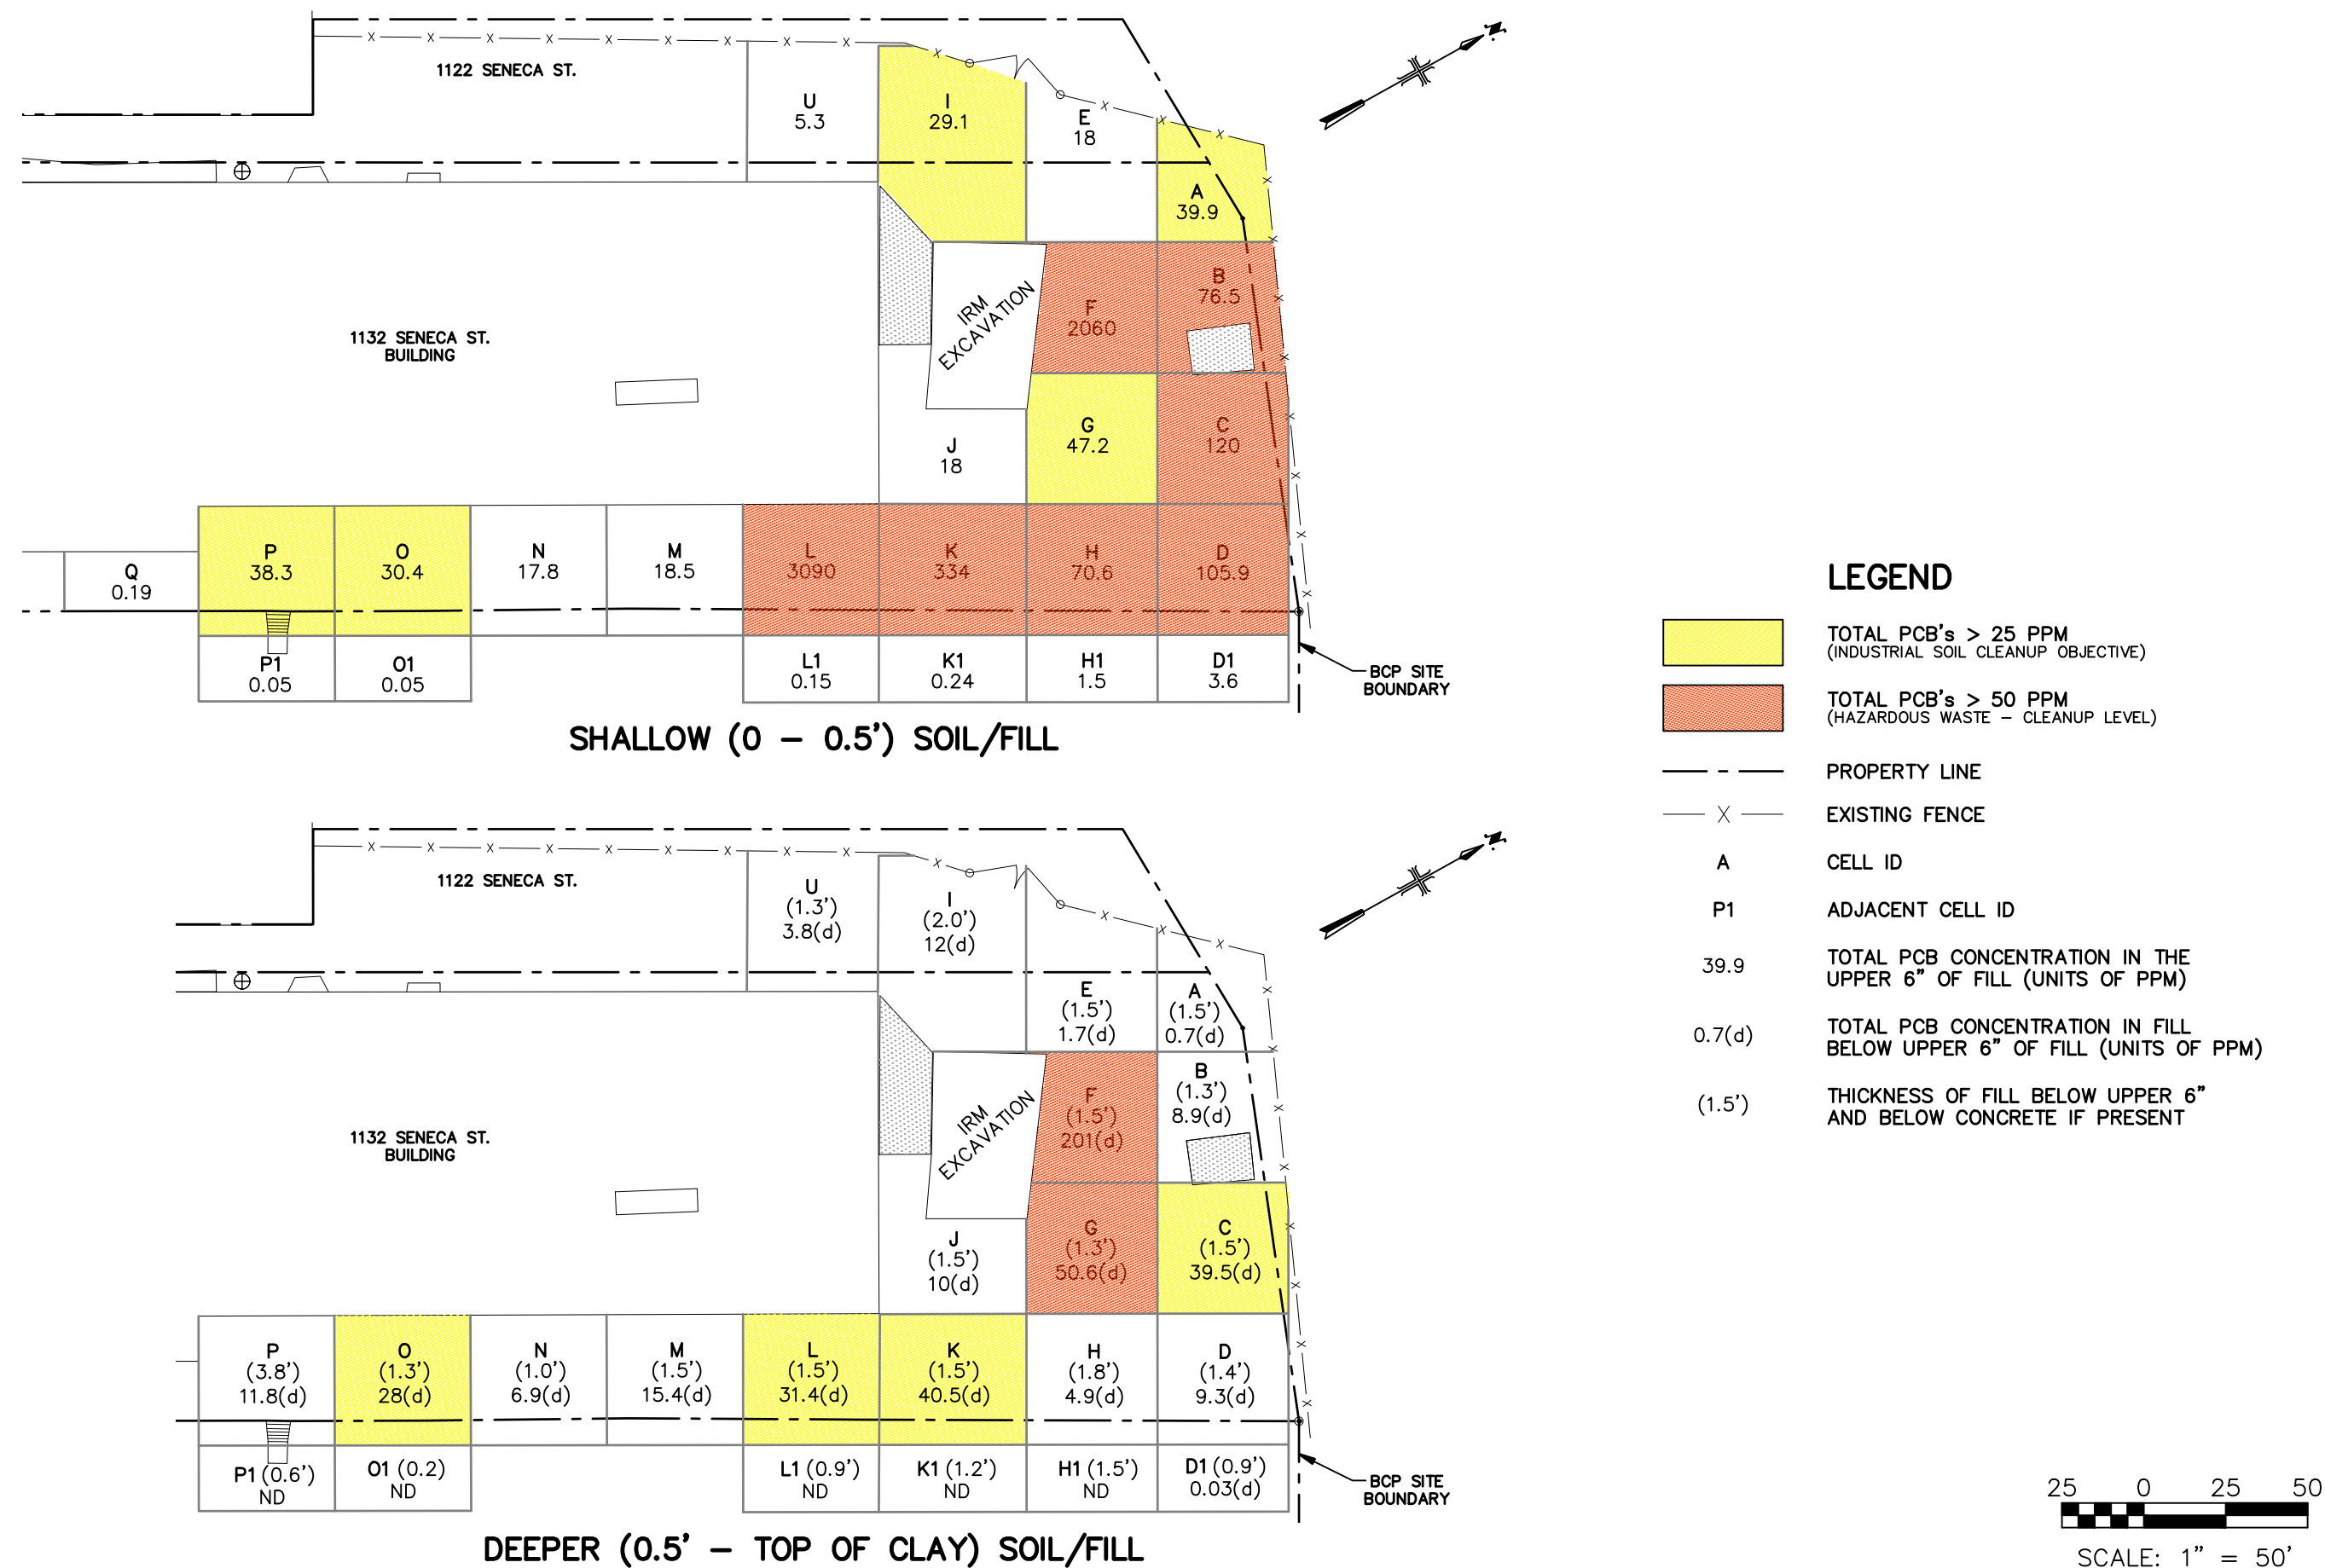 1122 SENECA ST.
U
5.3
I
29.1
E
18
A
39.9
N
B
76.5
F
2060
IRM
EXCAVATION
1132 SENECA ST.
BUILDING
G
47.2
C
120
J
18
Q
0.19
P
38.3
O
30.4
N
17.8
M
18.5
L
3090
K
334
H
70.6
D
105.9
P1
0.05
O1
0.05
L1
0.15
K1
0.24
H1
1.5
D1
3.6
BCP SITE
BOUNDARY
SHALLOW (0 – 0.5') SOIL/FILL
LEGEND
TOTAL PCB's > 25 PPM
(INDUSTRIAL SOIL CLEANUP OBJECTIVE)
TOTAL PCB's > 50 PPM
(HAZARDOUS WASTE – CLEANUP LEVEL)
PROPERTY LINE
X EXISTING FENCE
A CELL ID
P1 ADJACENT CELL ID
39.9 TOTAL PCB CONCENTRATION IN THE
UPPER 6" OF FILL (UNITS OF PPM)
0.7(d) TOTAL PCB CONCENTRATION IN FILL
BELOW UPPER 6" OF FILL (UNITS OF PPM)
(1.5') THICKNESS OF FILL BELOW UPPER 6"
AND BELOW CONCRETE IF PRESENT
1122 SENECA ST.
U
(1.3')
3.8(d)
I
(2.0')
12(d)
N
E
(1.5')
1.7(d)
A
(1.5')
0.7(d)
F
(1.5')
201(d)
B
(1.3')
8.9(d)
IRM
EXCAVATION
1132 SENECA ST.
BUILDING
G
(1.3')
50.6(d)
C
(1.5')
39.5(d)
J
(1.5')
10(d)
P
(3.8')
11.8(d)
O
(1.3')
28(d)
N
(1.0')
6.9(d)
M
(1.5')
15.4(d)
L
(1.5')
31.4(d)
K
(1.5')
40.5(d)
H
(1.8')
4.9(d)
D
(1.4')
9.3(d)
P1 (0.6')
ND
O1 (0.2)
ND
L1 (0.9')
ND
K1 (1.2')
ND
H1 (1.5')
ND
D1 (0.9')
0.03(d)
BCP SITE
BOUNDARY
DEEPER (0.5' – TOP OF CLAY) SOIL/FILL
25 0 25 50
SCALE: 1" = 50'